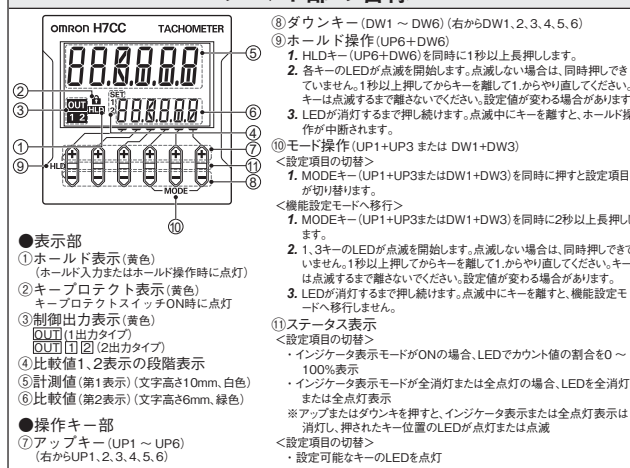 omron H7CC TACHOMETER
SET
OUT HLD
1 2
1
2
②
③
①
⑨
⑤
⑥
④
⑦
⑪
⑧
⑩
HLD
MODE
●表示部
①ホールド表示(黄色)
(ホールド入力またはホールド操作時に点灯)
②キープロテクト表示(黄色)
キープロテクトスイッチON時に点灯
③制御出力表示(黄色)
OUT(1出力タイプ)
OUT 1 2(2出力タイプ)
④比較値1、2表示の段階表示
⑤計測値(第1表示)(文字高さ10mm、白色)
⑥比較値(第2表示)(文字高さ6mm、緑色)
●操作キー部
⑦アップキー(UP1 ~ UP6)
(右からUP1、2、3、4、5、6)
⑧ダウンキー(DW1 ~ DW6)(右からDW1、2、3、4、5、6)
⑨ホールド操作(UP6+DW6)
1. HLDキー(UP6+DW6)を同時に1秒以上長押しします。
2. 各キーのLEDが点滅を開始します。点滅しない場合は、同時押しでき
ていません。1秒以上押してからキーを離して1.からやり直してください。
キーは点滅するまで離さないでください。設定値が変わる場合があります
3. LEDが消灯するまで押し続けます。点滅中にキーを離すと、ホールド操
作が中断されます。
⑩モード操作(UP1+UP3 または DW1+DW3)
<設定項目の切替>
1. MODEキー(UP1+UP3またはDW1+DW3)を同時に押すと設定項目
が切り替ります。
<機能設定モードへ移行>
1. MODEキー(UP1+UP3またはDW1+DW3)を同時に2秒以上長押しし
ます。
2. 1、3キーのLEDが点滅を開始します。点滅しない場合は、同時押しできて
いません。1秒以上押してからキーを離して1.からやり直してください。キー
は点滅するまで離さないでください。設定値が変わる場合があります。
3. LEDが消灯するまで押し続けます。点滅中にキーを離すと、機能設定モ
ードへ移行しません。
⑪ステータス表示
<設定項目の切替>
・インジケータ表示モードがONの場合、LEDでカウント値の割合を0 ~
100%表示
・インジケータ表示モードが全消灯または全点灯の場合、LEDを全消灯
または全点灯表示
※アップまたはダウンキを押すと、インジケータ表示または全点灯表示は
消灯し、押されたキー位置のLEDが点灯または点滅
<設定項目の切替>
・設定可能なキーのLEDを点灯